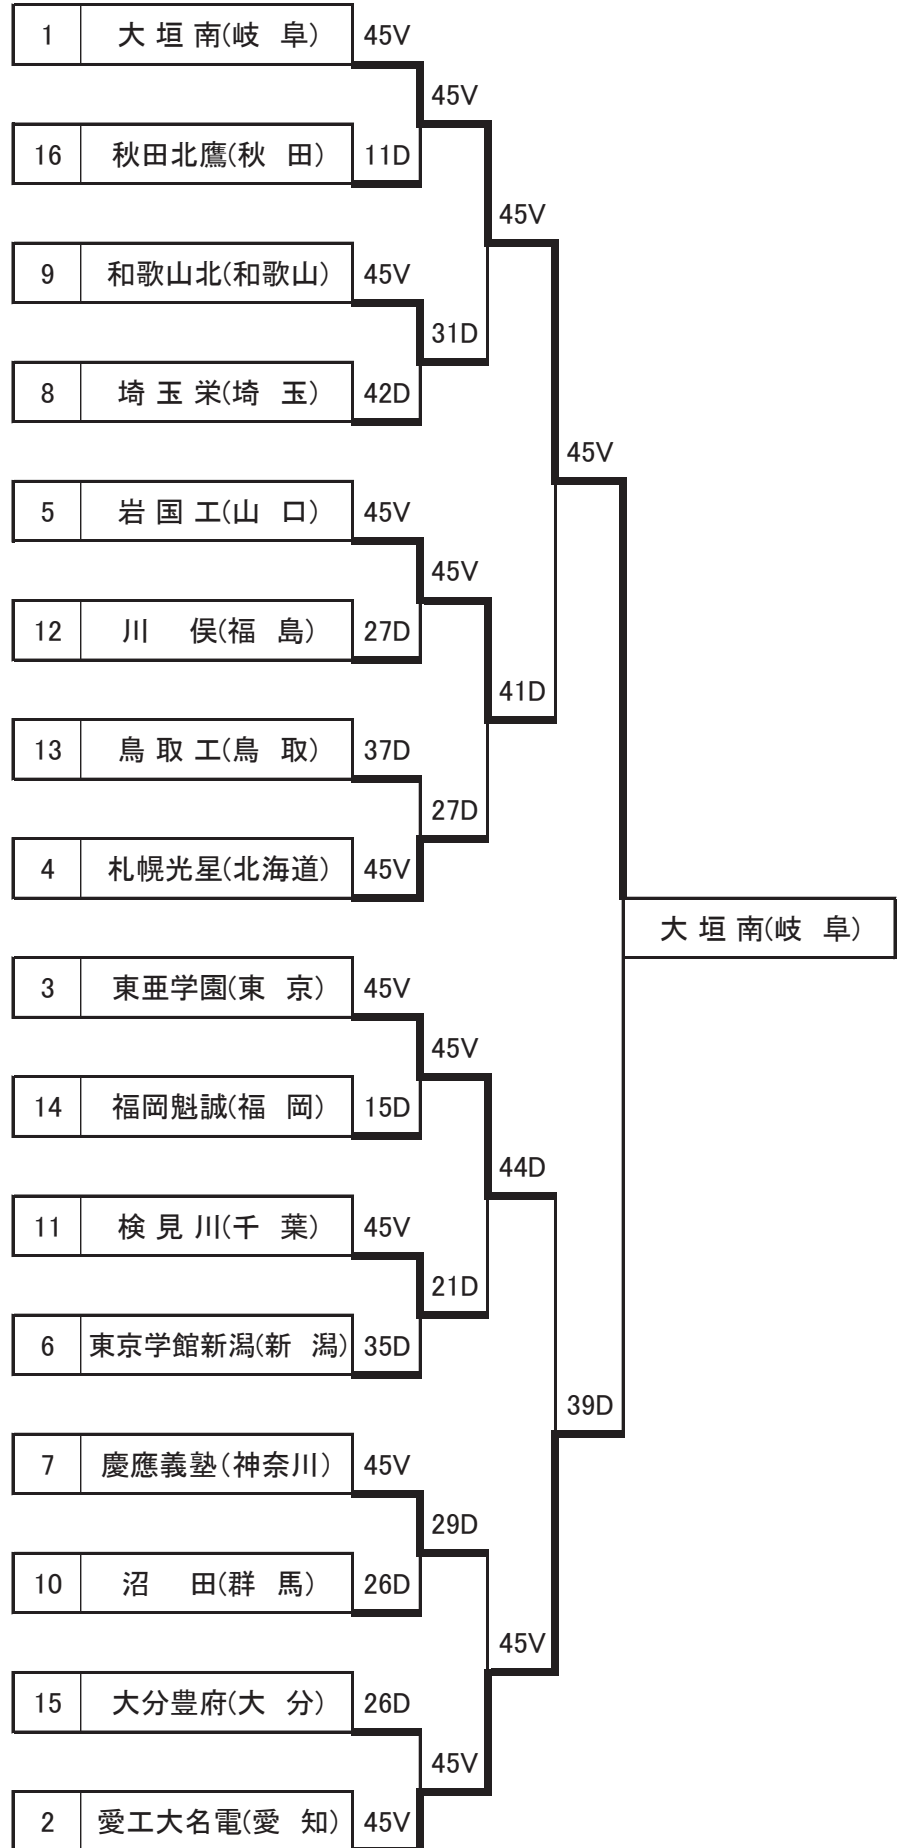 1 大 垣 南(岐 阜) 45V
45V
16 秋田北鷹(秋 田) 11D
45V
9 和歌山北(和歌山) 45V
31D
8 埼 玉 栄(埼 玉) 42D
45V
5 岩 国 工(山 口) 45V
45V
12 川 俣(福 島) 27D
41D
13 鳥 取 工(鳥 取) 37D
27D
4 札幌光星(北海道) 45V
大 垣 南(岐 阜)
3 東亜学園(東 京) 45V
45V
14 福岡魁誠(福 岡) 15D
44D
11 検 見 川(千 葉) 45V
21D
6 東京学館新潟(新 潟) 35D
39D
7 慶應義塾(神奈川) 45V
29D
10 沼 田(群 馬) 26D
45V
15 大分豊府(大 分) 26D
45V
2 愛工大名電(愛 知) 45V